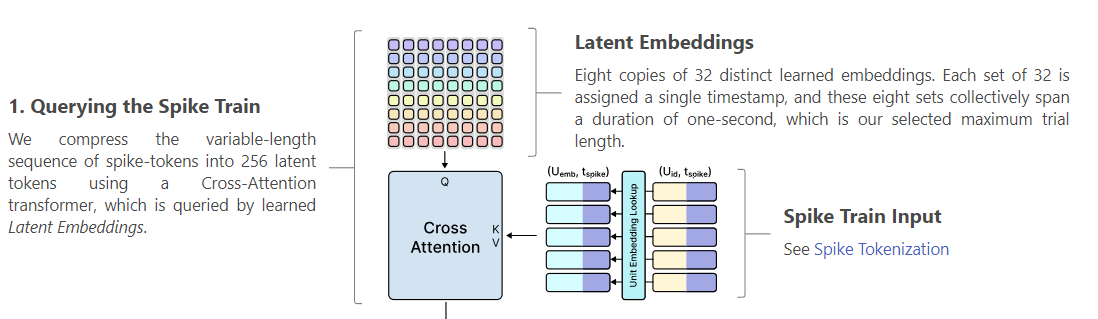 1. Querying the Spike Train
We compress the variable-length
sequence of spike-tokens into 256 latent
tokens using a Cross-Attention
transformer, which is queried by learned
Latent Embeddings.
Latent Embeddings
Eight copies of 32 distinct learned embeddings. Each set of 32 is
assigned a single timestamp, and these eight sets collectively span
a duration of one-second, which is our selected maximum trial
length.
Q
Cross
Attention
K
V
(Uemb, tspike)
Unit Embedding Lookup
(Uid, tspike)
Spike Train Input
See Spike Tokenization